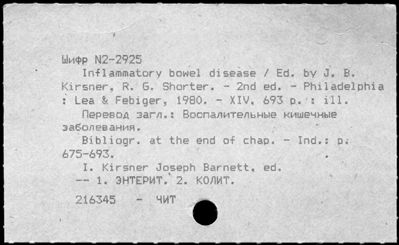 Шифр N2-2925
Inflammatory bowel disease / Ed. by J. B.
Kirsner, R. G. Shorter. - 2nd ed. - Philadelphia
: Lea & Febiger, 1980. - XIV, 693 p. : ill.
Перевод загл.: Воспалительные кишечные
заболевания.
Bibliogr. at the end of chap. - Ind.: p.
675-693.
I. Kirsner Joseph Barnett, ed.
-- 1. ЭНТЕРИТ. 2. КОЛИТ.
216345 - ЧИТ